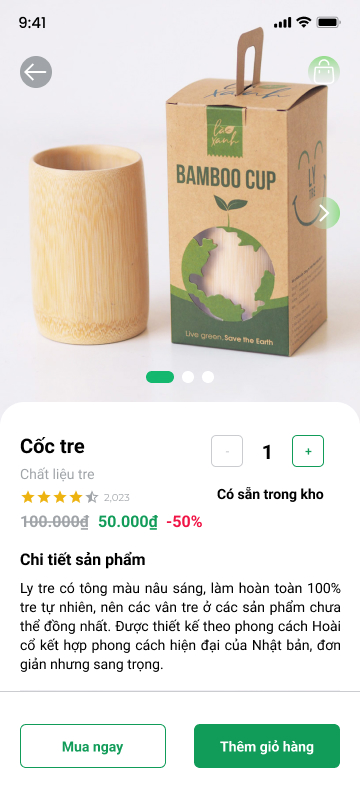 9:41
lá
xanh
BAMBOO CUP
LY
Live green, Save the Earth
Cốc tre
- 1 +
Chất liệu tre
2,023
Có sẵn trong kho
100.000₫ 50.000₫ -50%
Chi tiết sản phẩm
Ly tre có tông màu nâu sáng, làm hoàn toàn 100%
tre tự nhiên, nên các vân tre ở các sản phẩm chưa
thể đồng nhất. Được thiết kế theo phong cách Hoài
cổ kết hợp phong cách hiện đại của Nhật bản, đơn
giản nhưng sang trọng.
Mua ngay
Thêm giỏ hàng